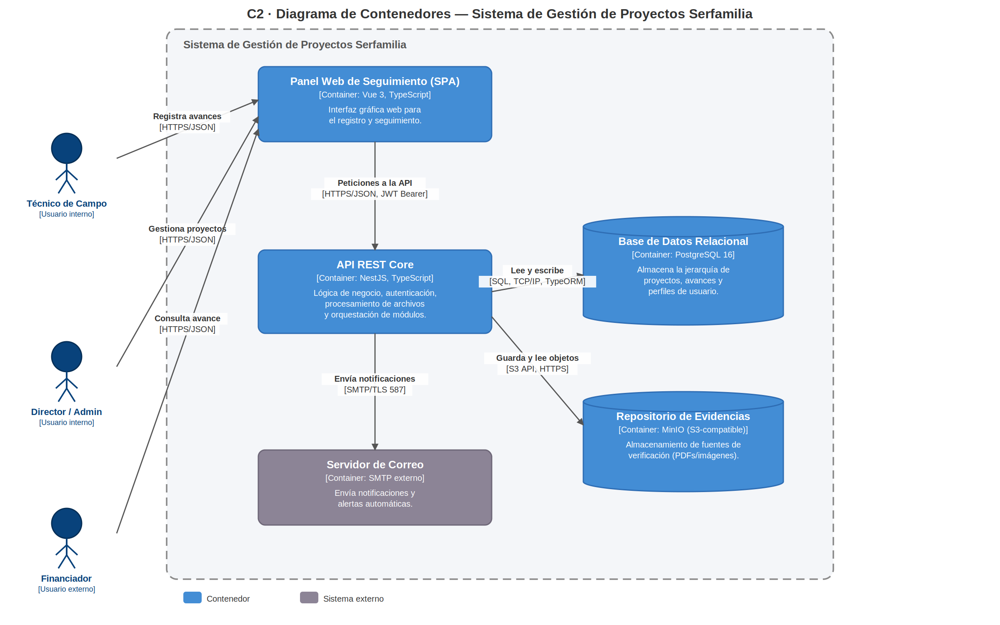 C2 · Diagrama de Contenedores — Sistema de Gestión de Proyectos Serfamilia
Sistema de Gestión de Proyectos Serfamilia
Panel Web de Seguimiento (SPA)
[Container: Vue 3, TypeScript]
Interfaz gráfica web para
el registro y seguimiento.
Registra avances
[HTTPS/JSON]
Técnico de Campo
[Usuario interno]
Peticiones a la API
[HTTPS/JSON, JWT Bearer]
Gestiona proyectos
[HTTPS/JSON]
API REST Core
[Container: NestJS, TypeScript]
Lógica de negocio, autenticación,
procesamiento de archivos
y orquestación de módulos.
Lee y escribe
[SQL, TCP/IP, TypeORM]
Base de Datos Relacional
[Container: PostgreSQL 16]
Almacena la jerarquía de
proyectos, avances y
perfiles de usuario.
Consulta avance
[HTTPS/JSON]
Director / Admin
[Usuario interno]
Envía notificaciones
[SMTP/TLS 587]
Guarda y lee objetos
[S3 API, HTTPS]
Repositorio de Evidencias
[Container: MinIO (S3-compatible)]
Almacenamiento de fuentes de
verificación (PDFs/imágenes).
Servidor de Correo
[Container: SMTP externo]
Envía notificaciones y
alertas automáticas.
Financiador
[Usuario externo]
Contenedor
Sistema externo